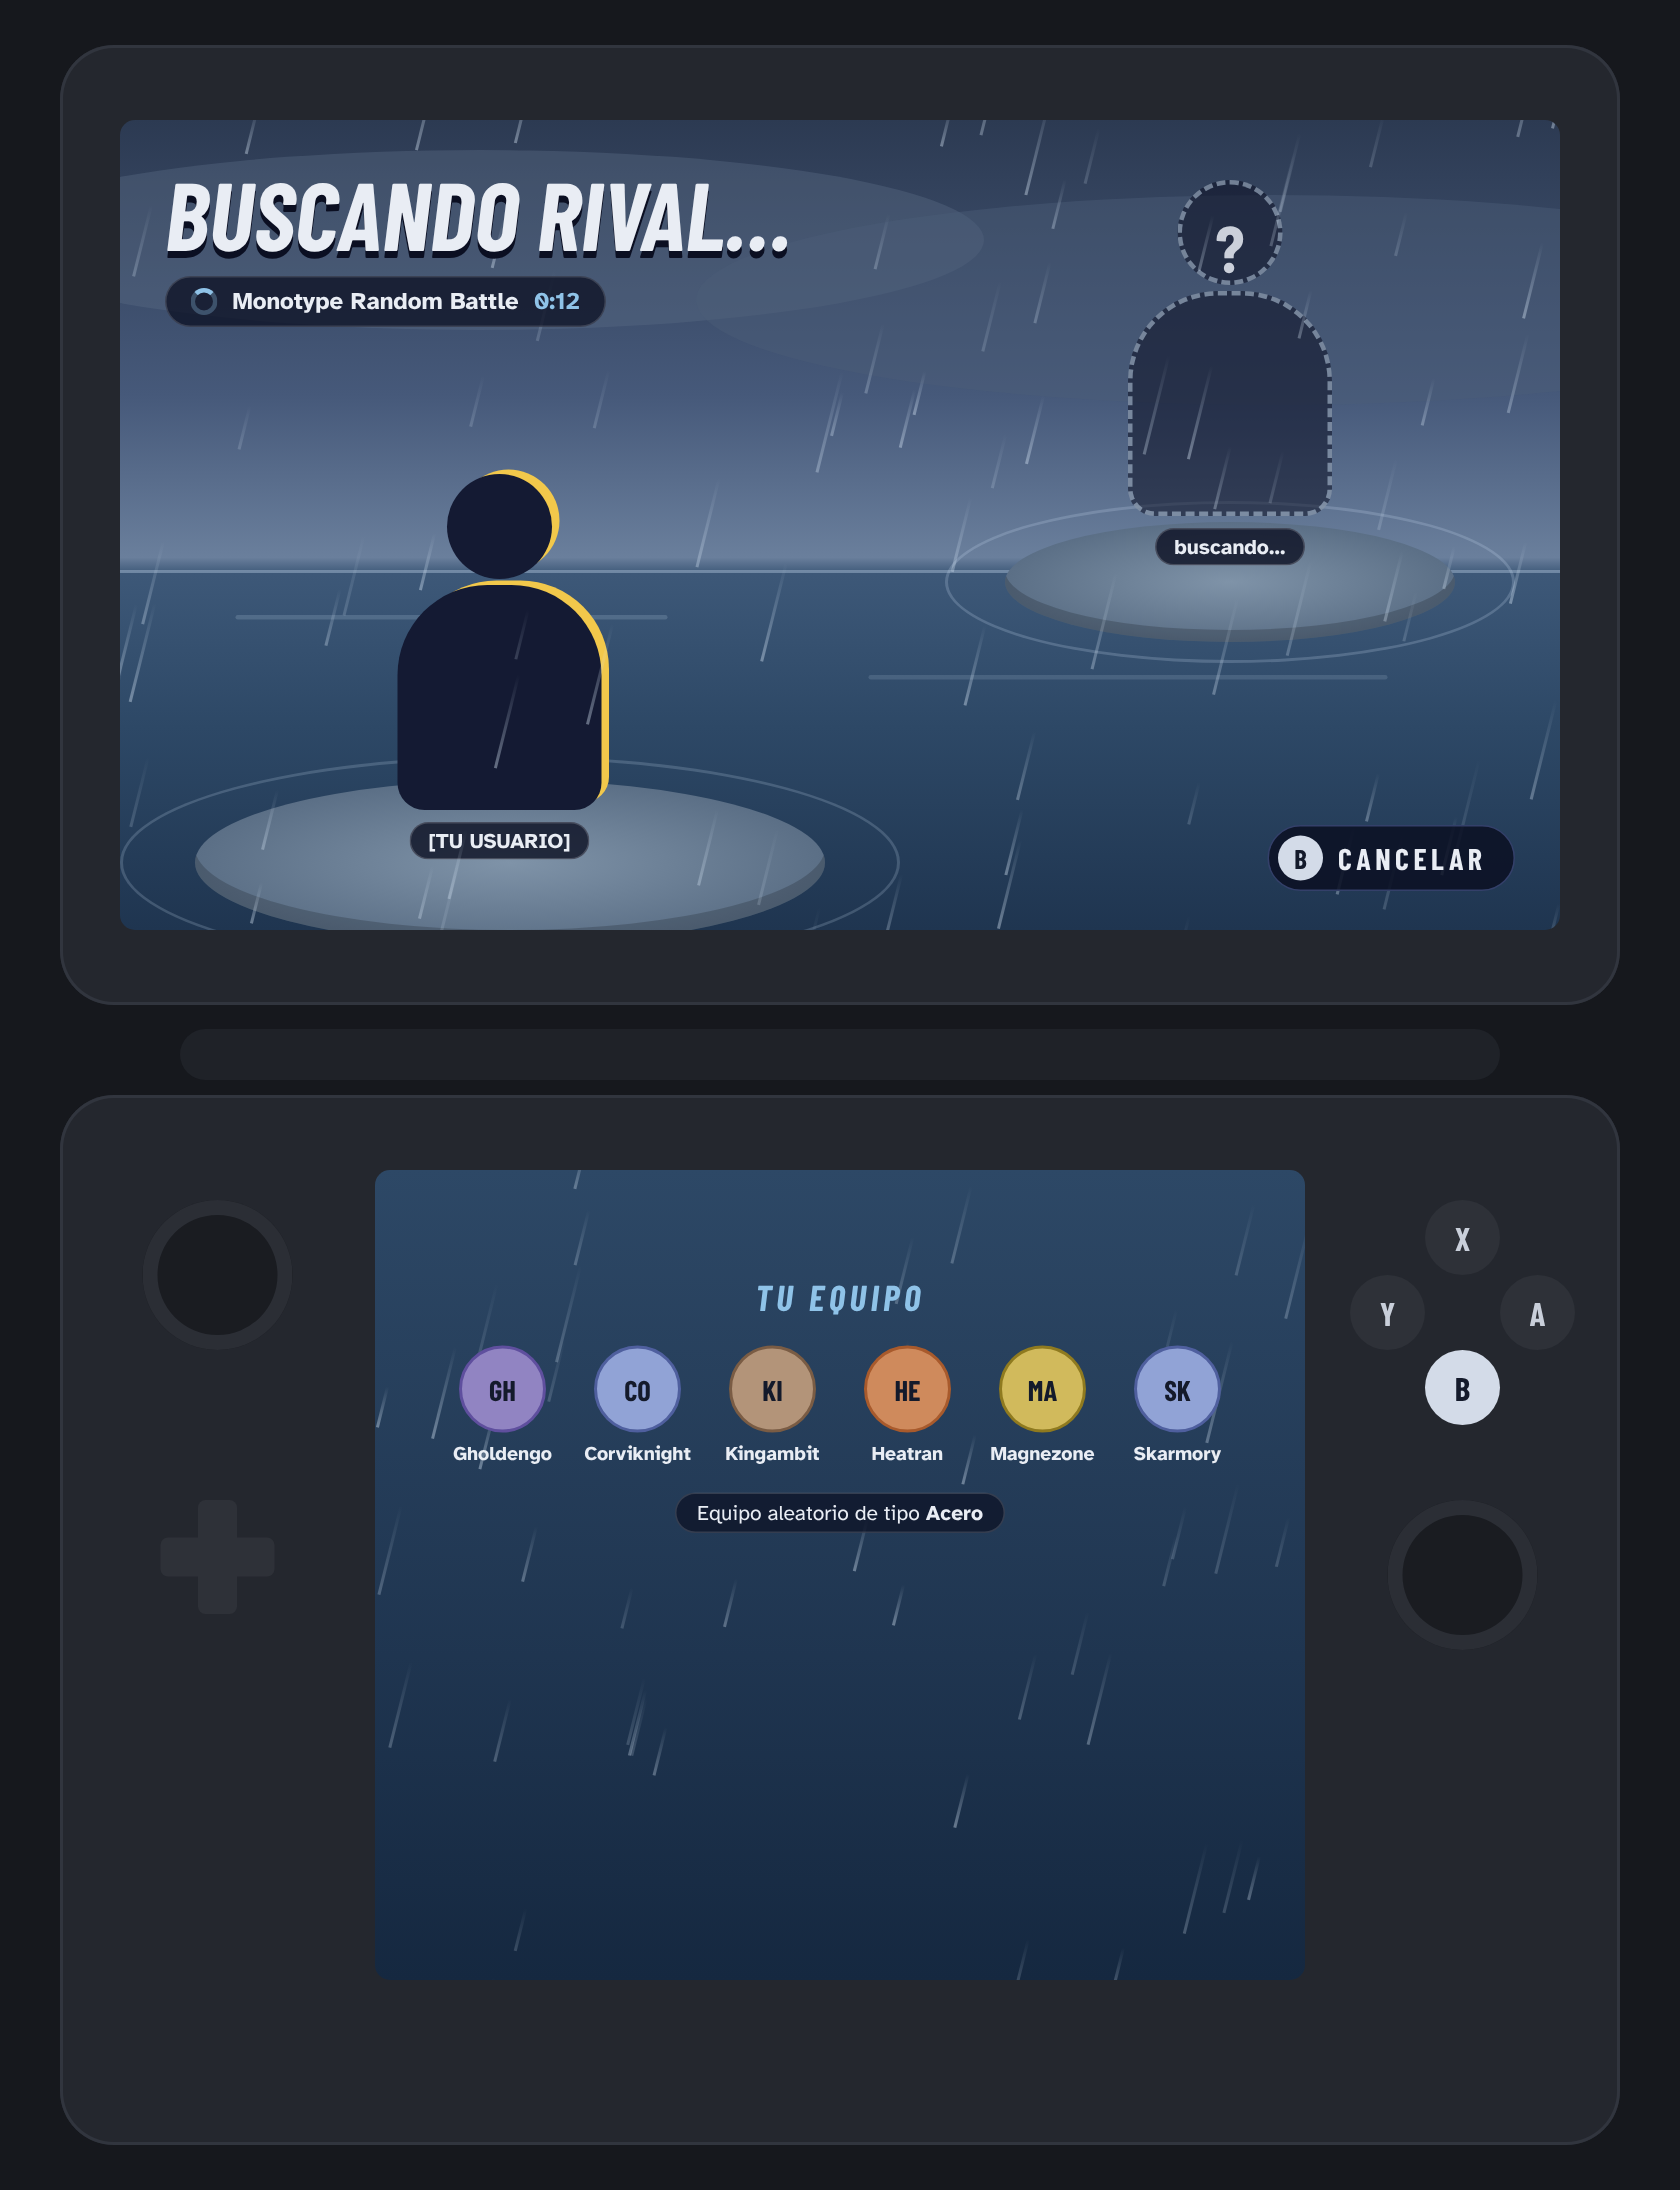 BUSCANDO RIVAL...
Monotype Random Battle 0:12
?
buscando...
[TU USUARIO]
B CANCELAR
X
Y A
B
TU EQUIPO
GH CO KI HE MA SK
Gholdengo Corviknight Kingambit Heatran Magnezone Skarmory
Equipo aleatorio de tipo Acero